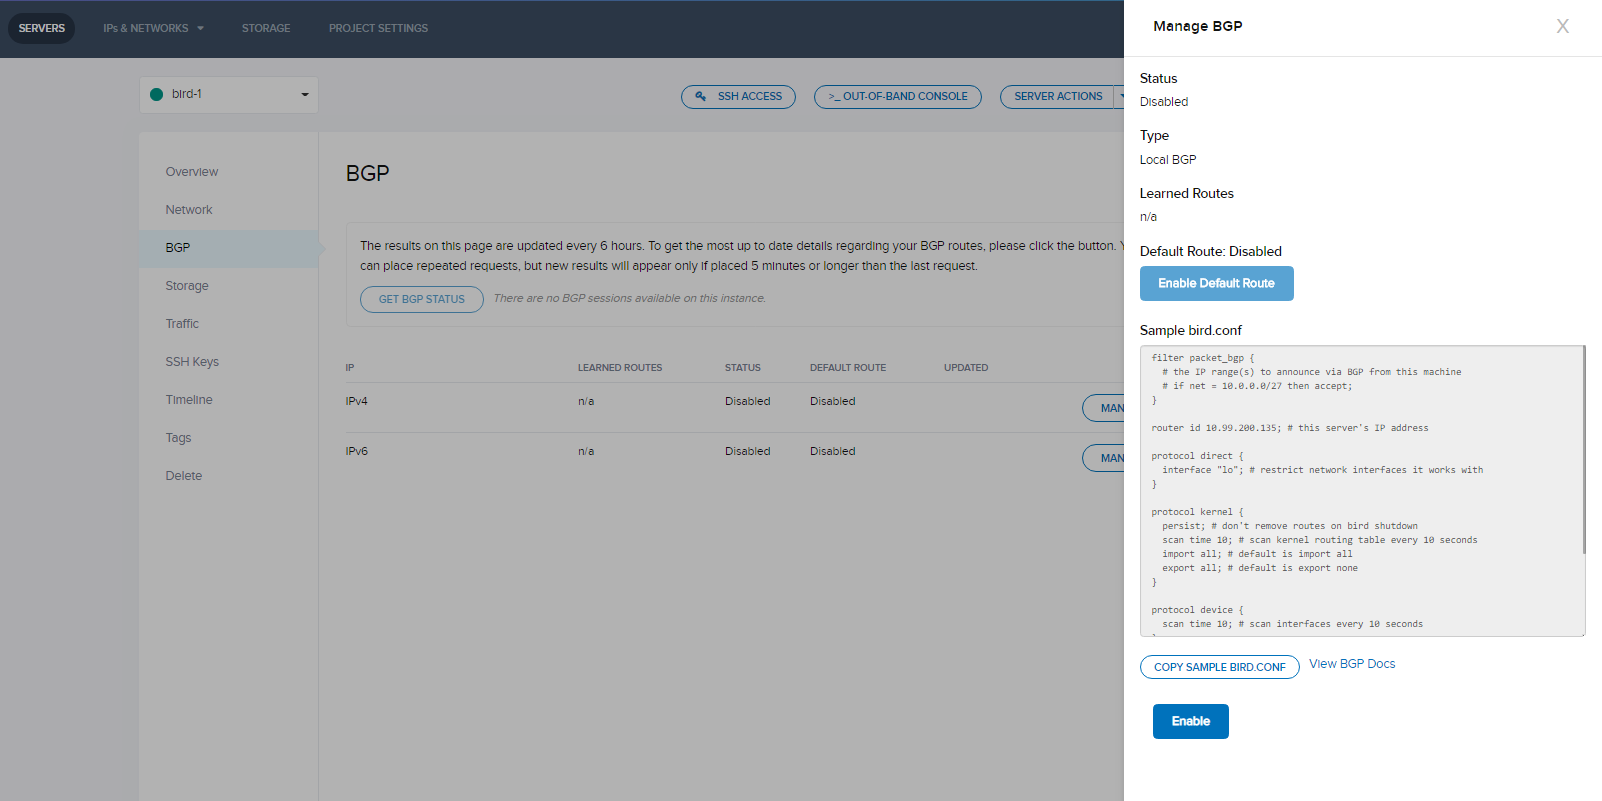 SERVERS IPs & NETWORKS STORAGE PROJECT SETTINGS
bird-1
SSH ACCESS >_ OUT-OF-BAND CONSOLE SERVER ACTIONS
Overview
Network
BGP
Storage
Traffic
SSH Keys
Timeline
Tags
Delete
BGP
The results on this page are updated every 6 hours. To get the most up to date details regarding your BGP routes, please click the button.
can place repeated requests, but new results will appear only if placed 5 minutes or longer than the last request.
GET BGP STATUS There are no BGP sessions available on this instance.
IP LEARNED ROUTES STATUS DEFAULT ROUTE UPDATED
IPv4 n/a Disabled Disabled MAN
IPv6 n/a Disabled Disabled MAN
Manage BGP X
Status
Disabled
Type
Local BGP
Learned Routes
n/a
Default Route: Disabled
Enable Default Route
Sample bird.conf
filter packet_bgp {
# the IP range(s) to announce via BGP from this machine
# if net = 10.0.0.0/27 then accept;
}
router id 10.99.200.135; # this server's IP address
protocol direct {
interface "lo"; # restrict network interfaces it works with
}
protocol kernel {
persist; # don't remove routes on bird shutdown
scan time 10; # scan kernel routing table every 10 seconds
import all; # default is import all
export all; # default is export none
}
protocol device {
scan time 10; # scan interfaces every 10 seconds
COPY SAMPLE BIRD.CONF View BGP Docs
Enable